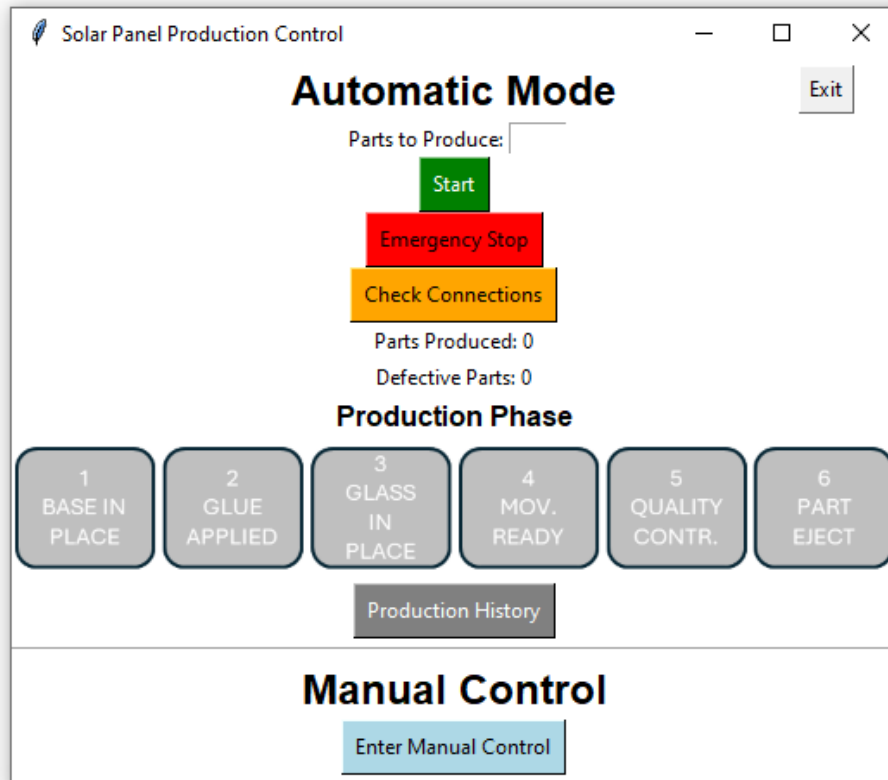 Solar Panel Production Control
Automatic Mode
Exit
Parts to Produce:
Start
Emergency Stop
Check Connections
Parts Produced: 0
Defective Parts: 0
Production Phase
1
BASE IN
PLACE
2
GLUE
APPLIED
3
GLASS
IN
PLACE
4
MOV.
READY
5
QUALITY
CONTR.
6
PART
EJECT
Production History
Manual Control
Enter Manual Control